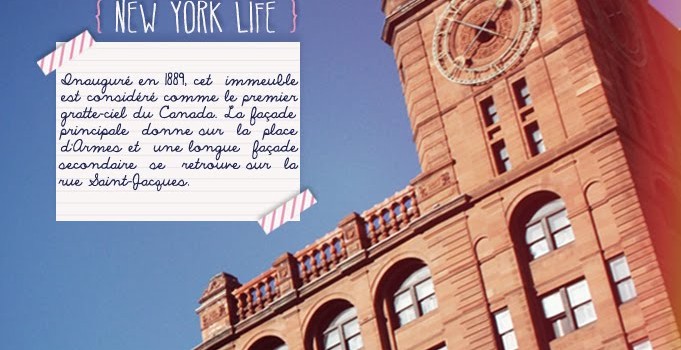 { NEW YORK LIFE }
Inauguré en 1889, cet immeuble
est considéré comme le premier
gratte-ciel du Canada. La façade
principale donne sur la place
d'Armes et une longue façade
secondaire se retrouve sur la
rue Saint-Jacques.